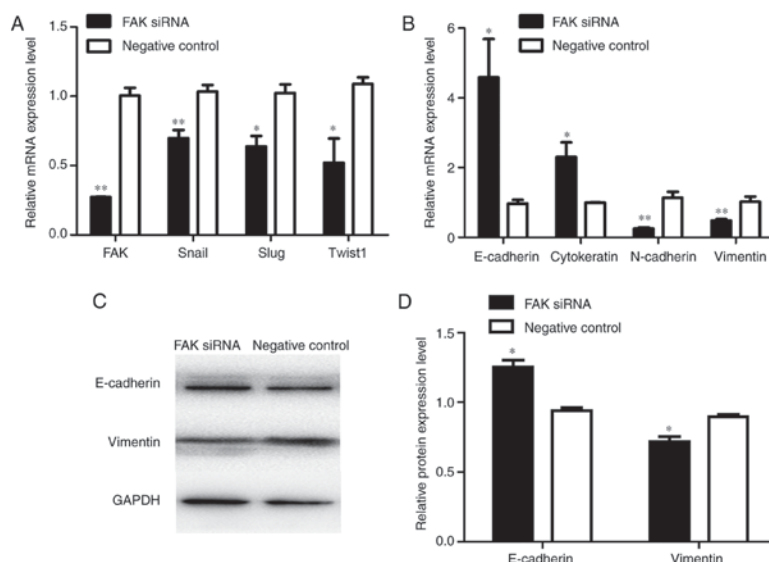 A
FAK siRNA
Negative control
Relative mRNA expression level
1.5
1.0
0.5
0.0
**
**
*
*
FAK Snail Slug Twist1
B
FAK siRNA
Negative control
Relative mRNA expression level
6
4
2
0
*
*
**
**
E-cadherin Cytokeratin N-cadherin Vimentin
C
FAK siRNA Negative control
E-cadherin
Vimentin
GAPDH
D
FAK siRNA
Negative control
Relative protein expression level
1.5
1.0
0.5
0.0
*
*
E-cadherin Vimentin